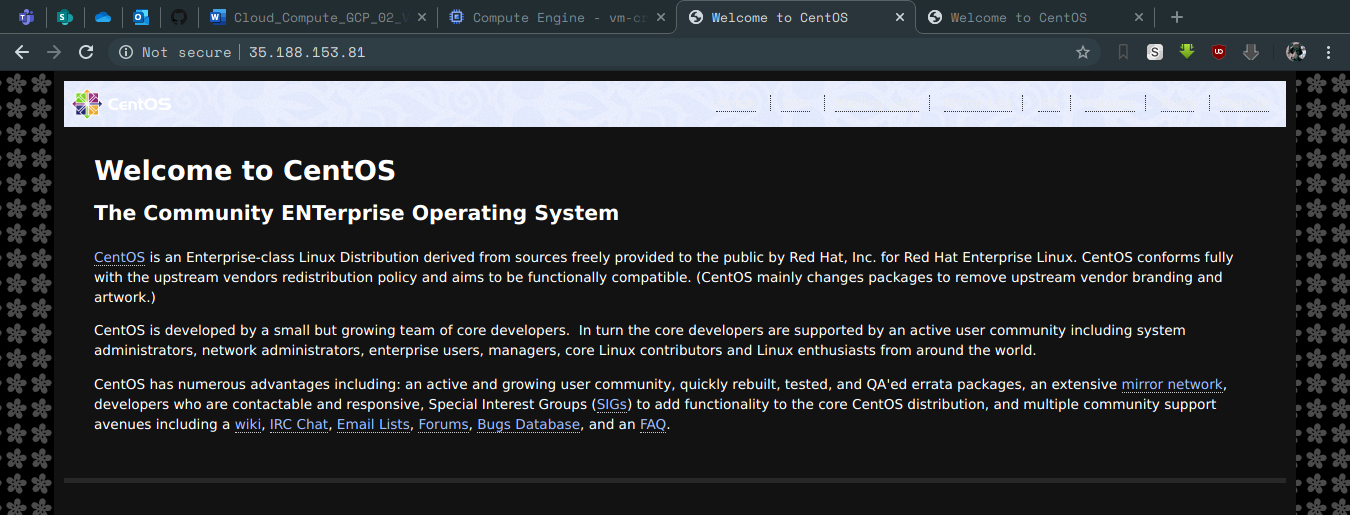 Cloud_Compute_GCP_02_V
Compute Engine - vm-c
Welcome to CentOS
Welcome to CentOS
Not secure
35.188.153.81
CentOS
Welcome to CentOS
The Community ENTerprise Operating System
CentOS is an Enterprise-class Linux Distribution derived from sources freely provided to the public by Red Hat, Inc. for Red Hat Enterprise Linux. CentOS conforms fully
with the upstream vendors redistribution policy and aims to be functionally compatible. (CentOS mainly changes packages to remove upstream vendor branding and
artwork.)
CentOS is developed by a small but growing team of core developers.  In turn the core developers are supported by an active user community including system
administrators, network administrators, enterprise users, managers, core Linux contributors and Linux enthusiasts from around the world.
CentOS has numerous advantages including: an active and growing user community, quickly rebuilt, tested, and QA'ed errata packages, an extensive mirror network,
developers who are contactable and responsive, Special Interest Groups (SIGs) to add functionality to the core CentOS distribution, and multiple community support
avenues including a wiki, IRC Chat, Email Lists, Forums, Bugs Database, and an FAQ.